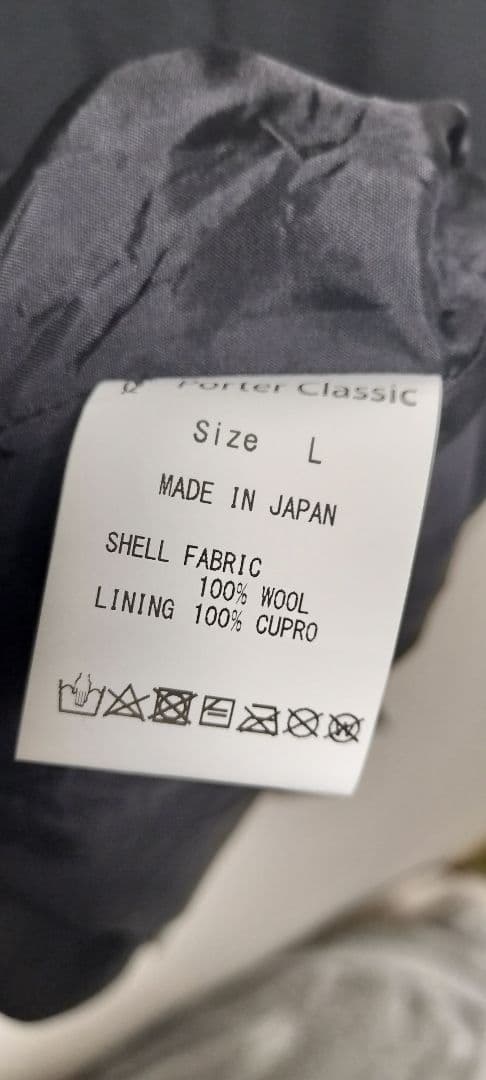 Porter Classic
Size L
MADE IN JAPAN
SHELL FABRIC
100% WOOL
LINING 100% CUPRO